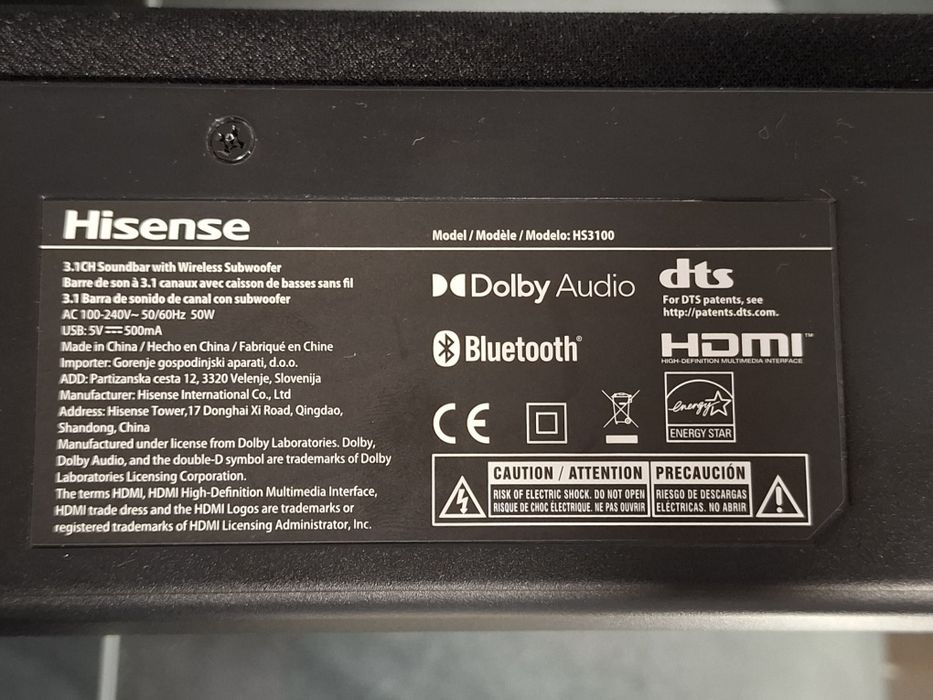 Hisense
Model / Modèle / Modelo: HS3100
3.1CH Soundbar with Wireless Subwoofer
Barre de son à 3.1 canaux avec caisson de basses sans fil
3.1 Barra de sonido de canal con subwoofer
AC 100-240V~ 50/60Hz 50W
USB: 5V⎓500mA
Made in China / Hecho en China / Fabriqué en Chine
Importer: Gorenje gospodinjski aparati, d.o.o.
ADD: Partizanska cesta 12, 3320 Velenje, Slovenija
Manufacturer: Hisense International Co., Ltd
Address: Hisense Tower,17 Donghai Xi Road, Qingdao,
Shandong, China
Manufactured under license from Dolby Laboratories. Dolby,
Dolby Audio, and the double-D symbol are trademarks of Dolby
Laboratories Licensing Corporation.
The terms HDMI, HDMI High-Definition Multimedia Interface,
HDMI trade dress and the HDMI Logos are trademarks or
registered trademarks of HDMI Licensing Administrator, Inc.
Dolby Audio
dts
For DTS patents, see
http://patents.dts.com.
Bluetooth®
HDMI™
HIGH-DEFINITION MULTIMEDIA INTERFACE
CE
energy
ENERGY STAR
CAUTION / ATTENTION
RISK OF ELECTRIC SHOCK. DO NOT OPEN
RISQUE DE CHOC ÉLECTRIQUE. NE PAS OUVRIR
PRECAUCIÓN
RIESGO DE DESCARGAS
ELÉCTRICAS. NO ABRIR